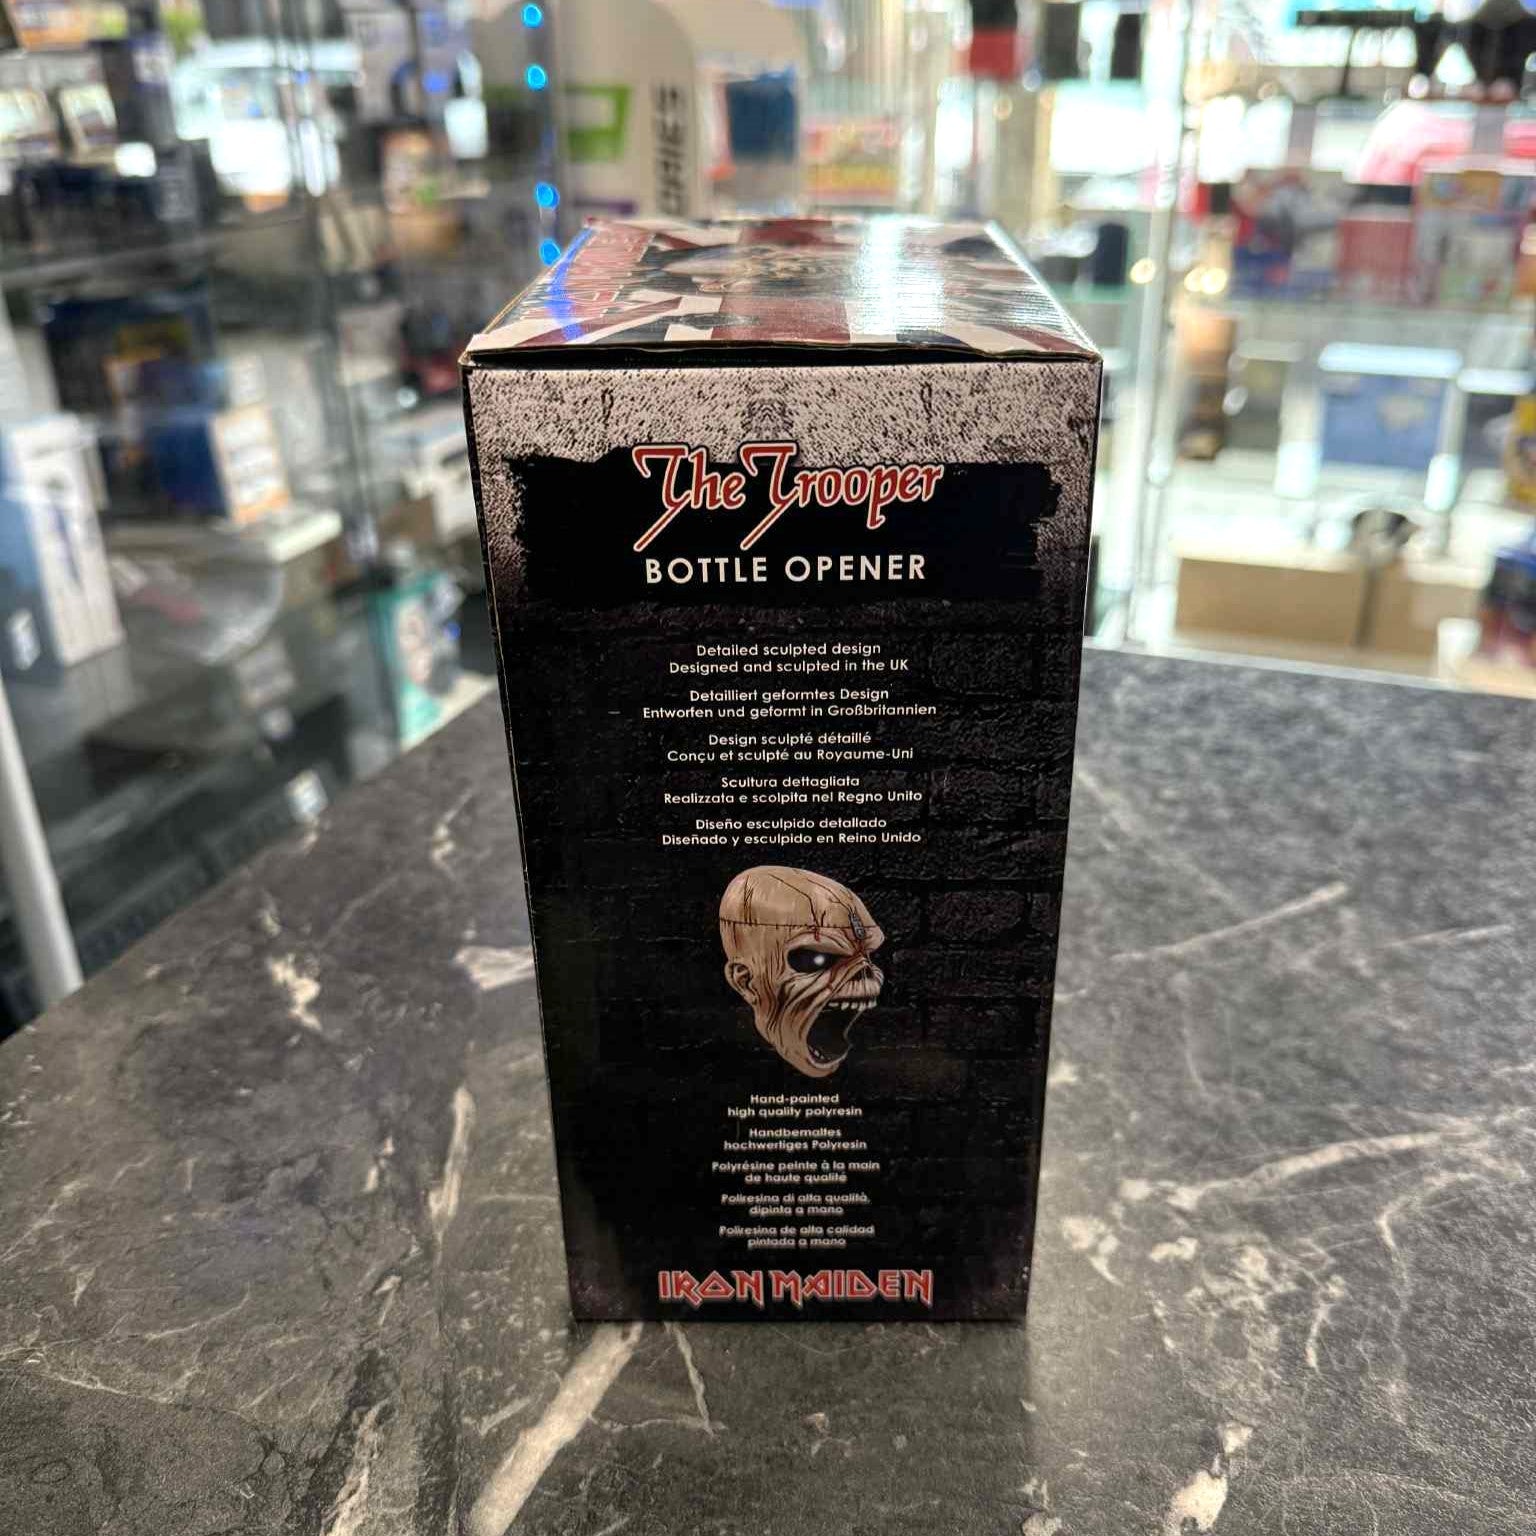 RIES
The Trooper
BOTTLE OPENER
Detailed sculpted design
Designed and sculpted in the UK
Detailliert geformtes Design
Entworfen und geformt in Großbritannien
Design sculpté détaillé
Conçu et sculpté au Royaume-Uni
Scultura dettagliata
Realizzata e scolpita nel Regno Unito
Diseño esculpido detallado
Diseñado y esculpido en Reino Unido
Hand-painted
high quality polyresin
Handbemaltes
hochwertiges Polyresin
Polyrésine peinte à la main
de haute qualité
Poliresina di alta qualità,
dipinta a mano
Poliresina de alta calidad
pintada a mano
IRON MAIDEN